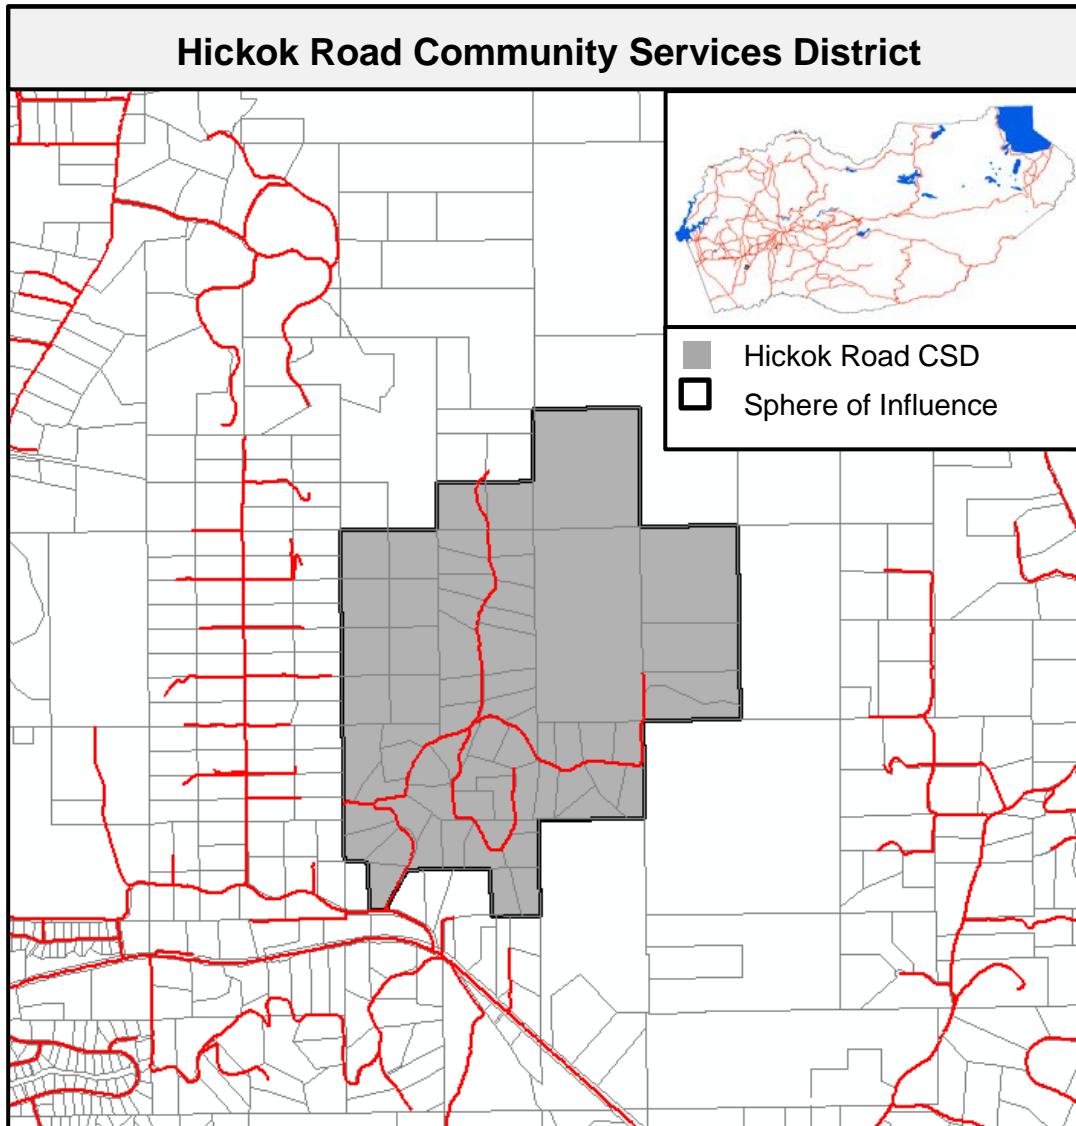 Hickok Road Community Services District
Hickok Road CSD
Sphere of Influence